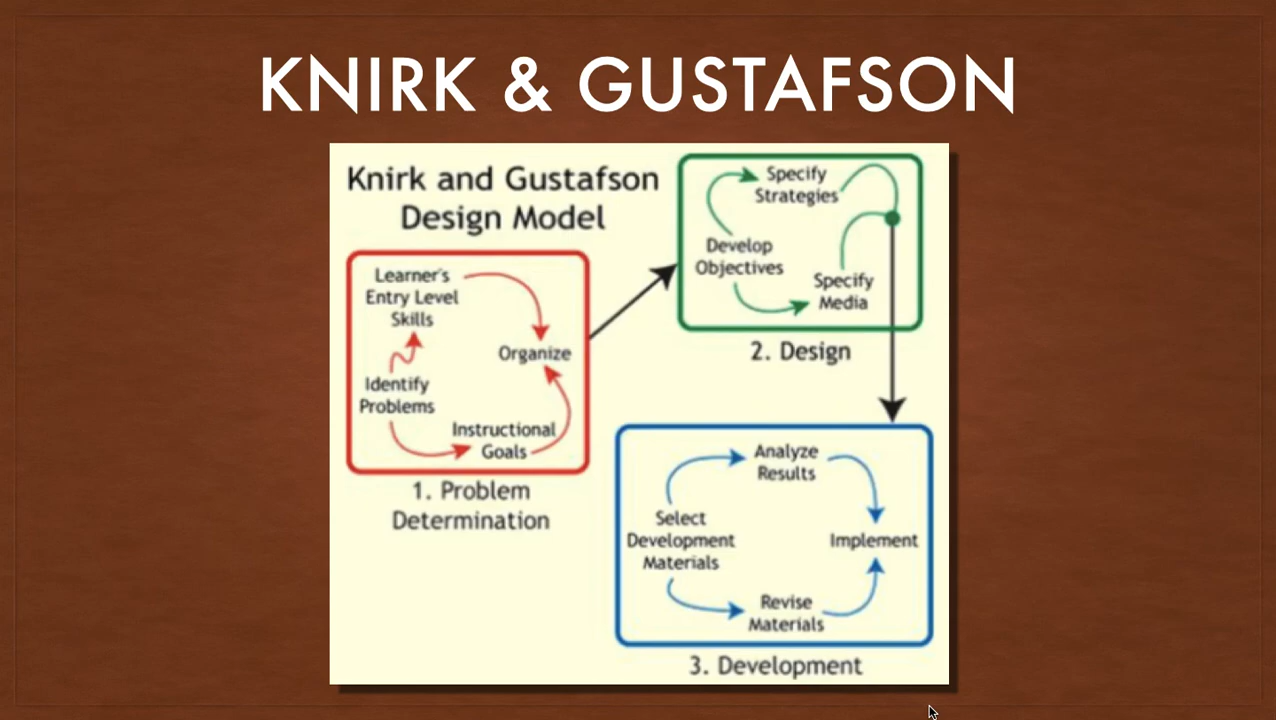 KNIRK & GUSTAFSON
Knirk and Gustafson
Design Model
Learner's
Entry Level
Skills
Organize
Identify
Problems
Instructional
Goals
1. Problem
Determination
Specify
Strategies
Develop
Objectives
Specify
Media
2. Design
Analyze
Results
Select
Development
Materials
Implement
Revise
Materials
3. Development